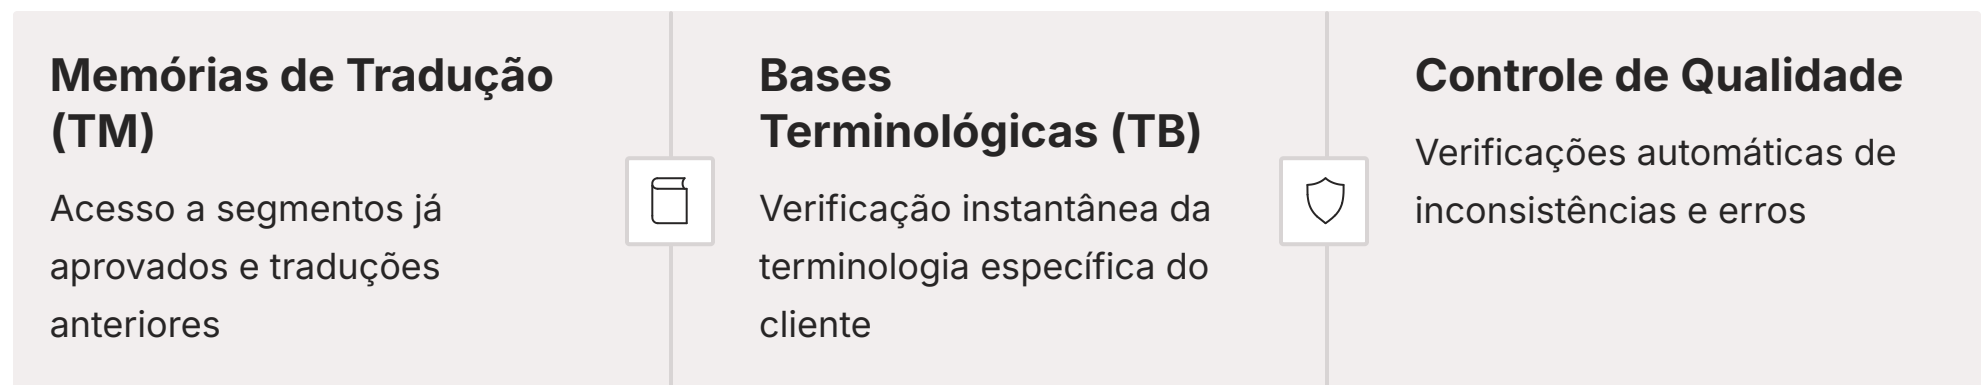 Memórias de Tradução
(TM)
Acesso a segmentos já
aprovados e traduções
anteriores
Bases
Terminológicas (TB)
Verificação instantânea da
terminologia específica do
cliente
Controle de Qualidade
Verificações automáticas de
inconsistências e erros